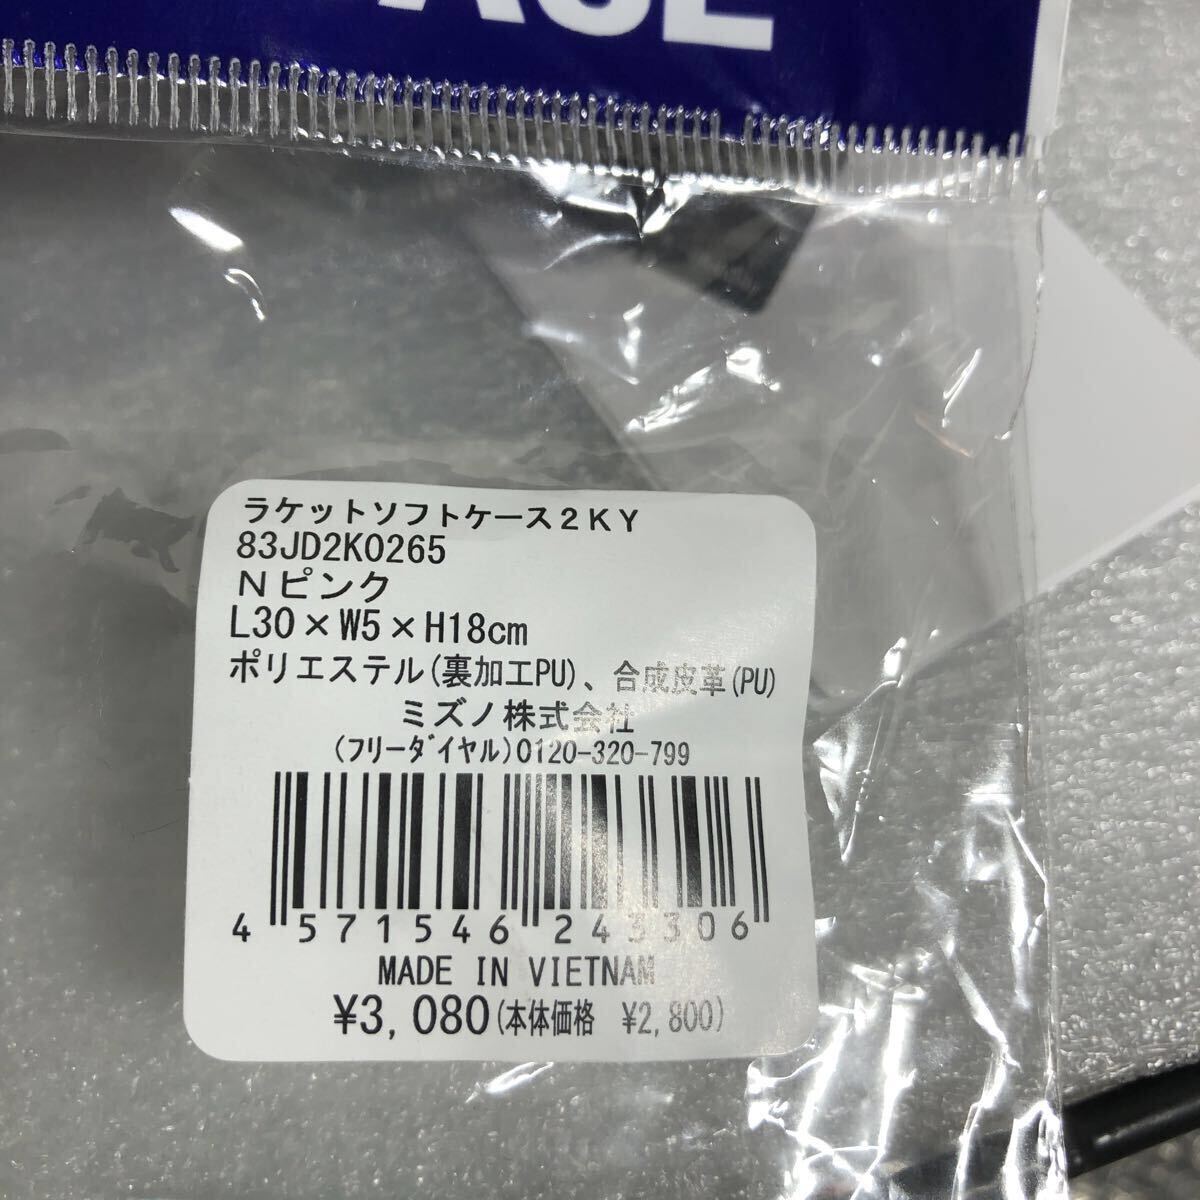 ラケットソフトケース2KY
83JD2K0265
Nピンク
L30×W5×H18cm
ポリエステル(裏加工PU)、合成皮革(PU)
ミズノ株式会社
(フリーダイヤル)0120-320-799
4 571546 243306
MADE IN VIETNAM
¥3,080(本体価格 ¥2,800)